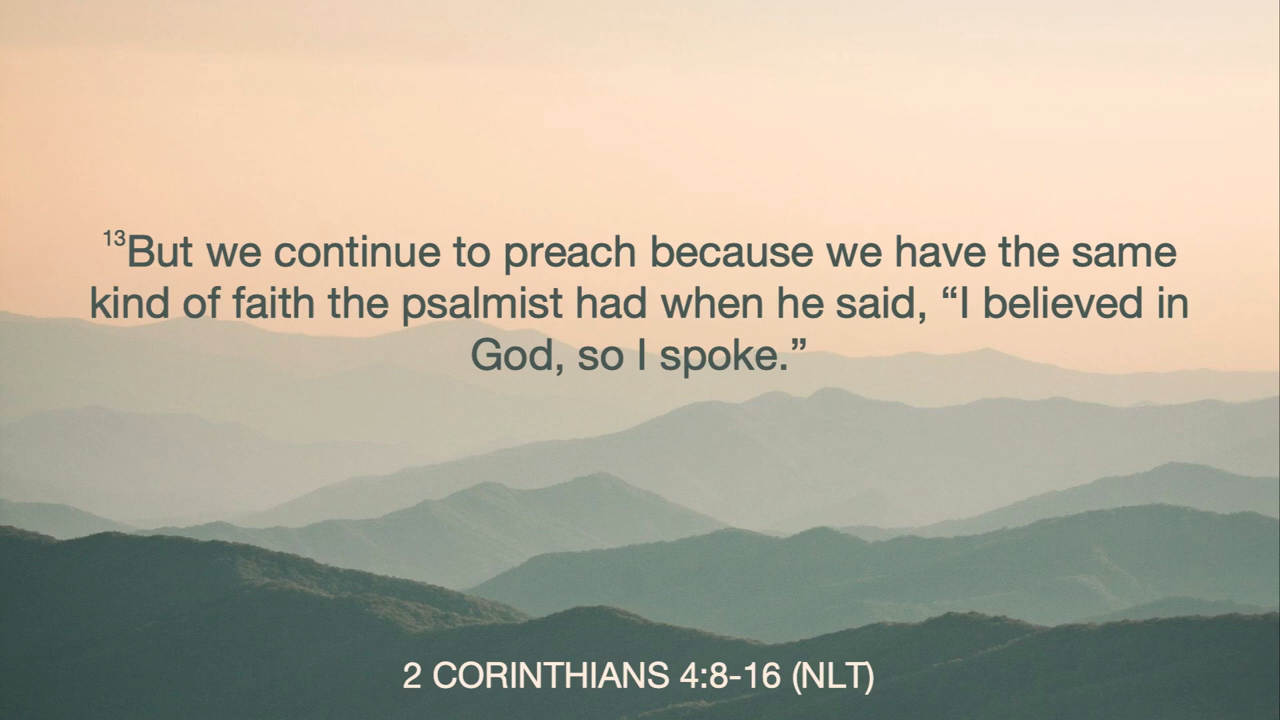 ¹³But we continue to preach because we have the same
kind of faith the psalmist had when he said, “I believed in
God, so I spoke.”
2 CORINTHIANS 4:8-16 (NLT)